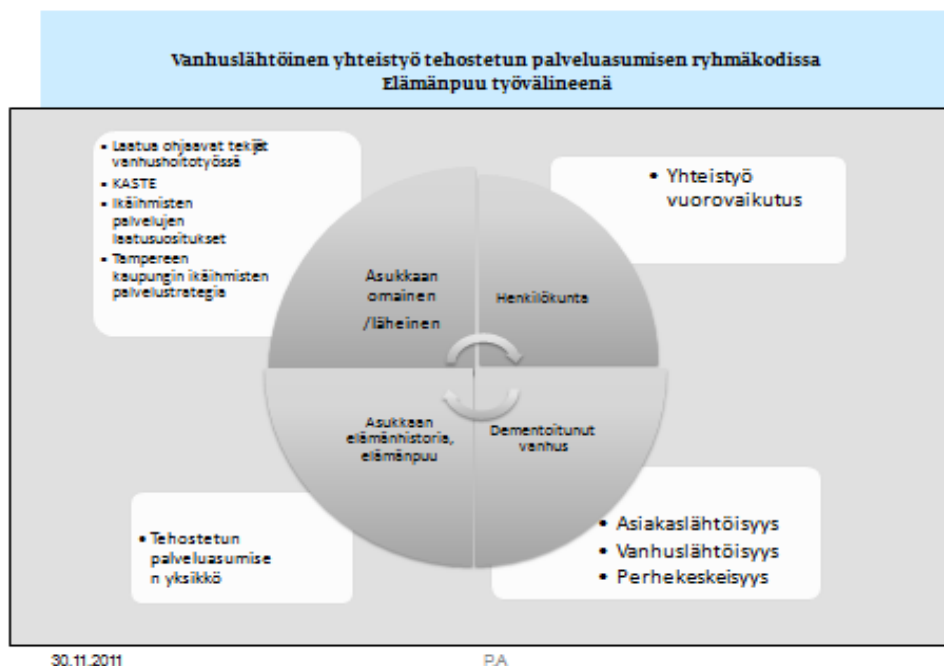 Vanhuslähtöinen yhteistyö tehostetun palveluasumisen ryhmäkodissa
Elämänpuu työvälineenä
• Laatua ohjaavat tekijät
vanhushoitotyössä
• KASTE
• Ikäihmisten
palvelujen
laatusuositukset
• Tampereen
kaupungin ikäihmisten
palvelustrategia
• Yhteistyö
vuorovaikutus
Asukkaan
omainen
/läheinen
Henkilökunta
Asukkaan
elämänhistoria,
elämänpuu
Dementoitunut
vanhus
• Tehostetun
palveluasumise
n yksikkö
• Asiakaslähtöisyys
• Vanhuslähtöisyys
• Perhekeskeisyys
30.11.2011
P.A